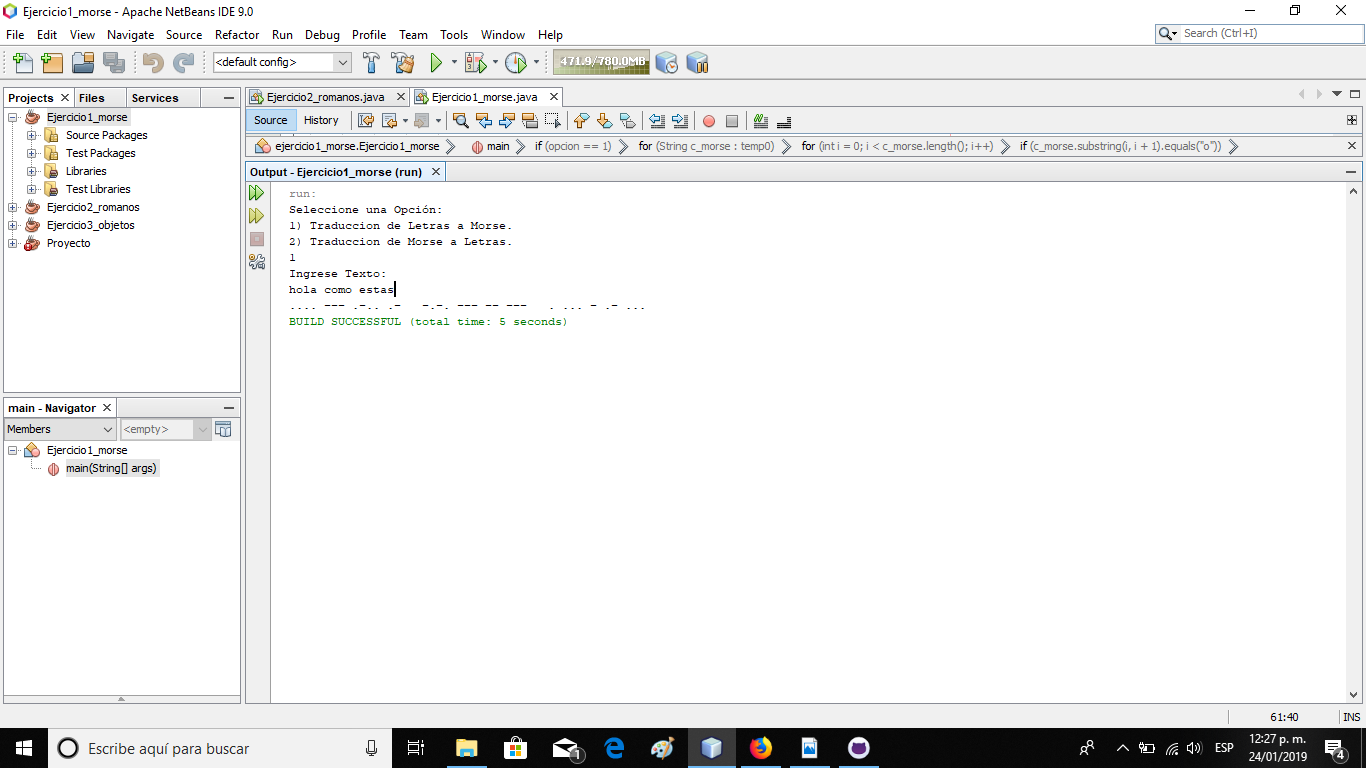 Ejercicio1_morse - Apache NetBeans IDE 9.0
File Edit View Navigate Source Refactor Run Debug Profile Team Tools Window Help
Search (Ctrl+I)
<default config>
471.9/780.0MB
Projects Files Services
Ejercicio1_morse
Source Packages
Test Packages
Libraries
Test Libraries
Ejercicio2_romanos
Ejercicio3_objetos
Proyecto
main - Navigator
Members
<empty>
Ejercicio1_morse
main(String[] args)
Ejercicio2_romanos.java Ejercicio1_morse.java
Source History
ejercicio1_morse.Ejercicio1_morse main if (opcion == 1) for (String c_morse : temp0) for (int i = 0; i < c_morse.length(); i++) if (c_morse.substring(i, i + 1).equals("o"))
Output - Ejercicio1_morse (run)
run:
Seleccione una Opción:
1) Traduccion de Letras a Morse.
2) Traduccion de Morse a Letras.
1
Ingrese Texto:
hola como estas
.... --- .-.. .-   -.-. --- -- ---   . ... - .- ...
BUILD SUCCESSFUL (total time: 5 seconds)
61:40 INS
Escribe aquí para buscar
1
ESP
12:27 p. m.
24/01/2019
4